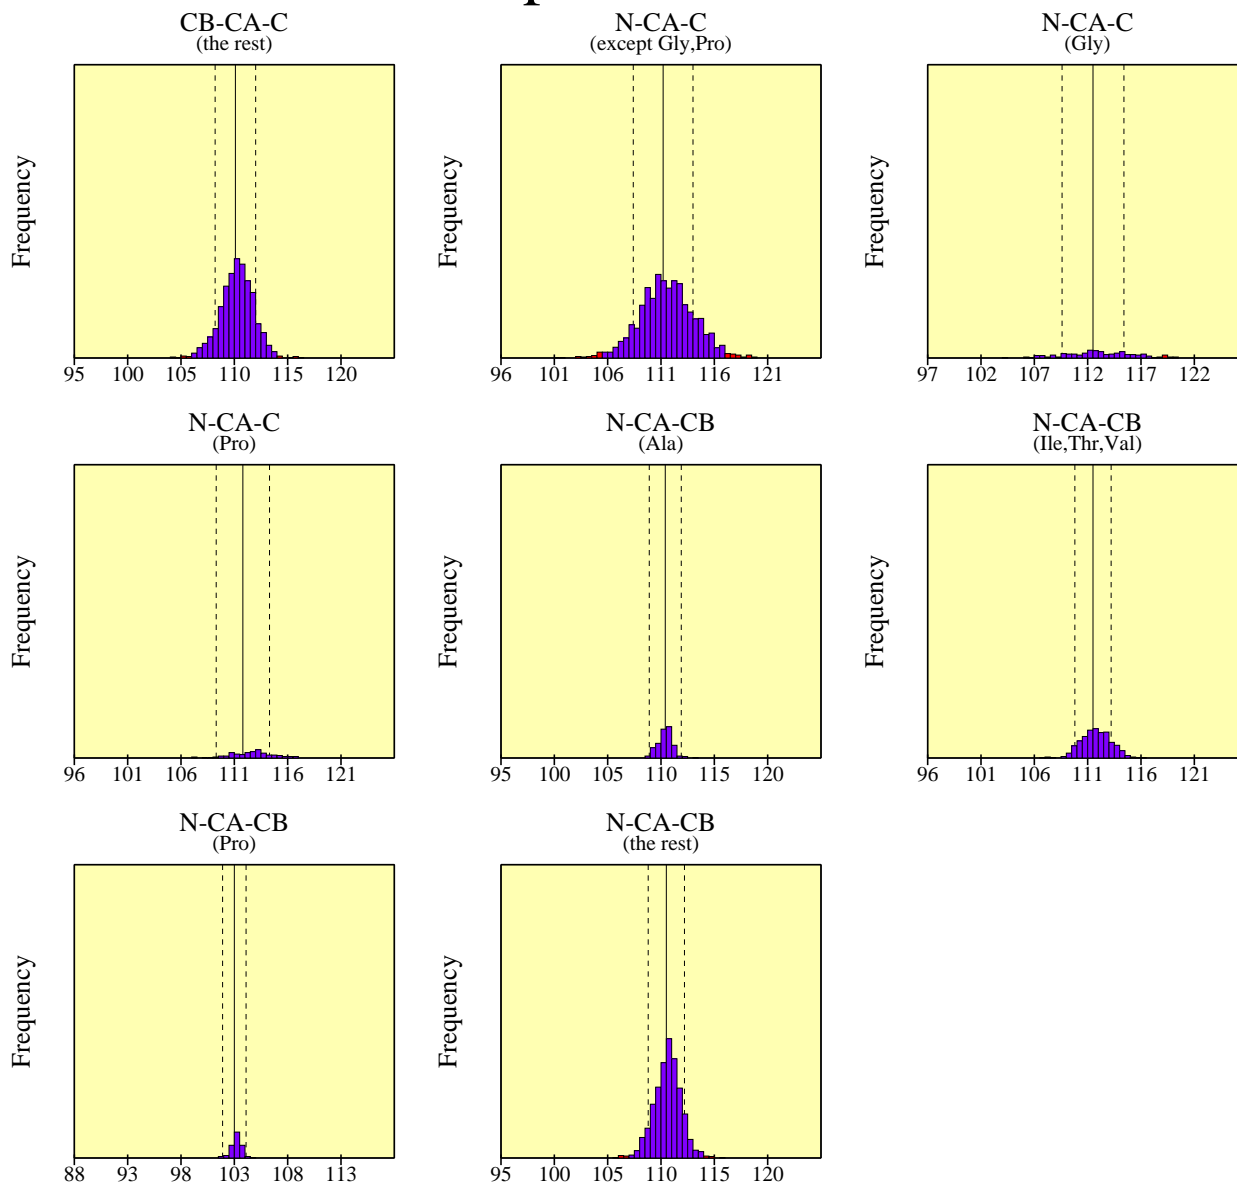 CB-CA-C
(the rest)
N-CA-C
(except Gly,Pro)
N-CA-C
(Gly)
Frequency
Frequency
Frequency
95 100 105 110 115 120
96 101 106 111 116 121
97 102 107 112 117 122
N-CA-C
(Pro)
N-CA-CB
(Ala)
N-CA-CB
(Ile,Thr,Val)
Frequency
Frequency
Frequency
96 101 106 111 116 121
95 100 105 110 115 120
96 101 106 111 116 121
N-CA-CB
(Pro)
N-CA-CB
(the rest)
Frequency
Frequency
88 93 98 103 108 113
95 100 105 110 115 120